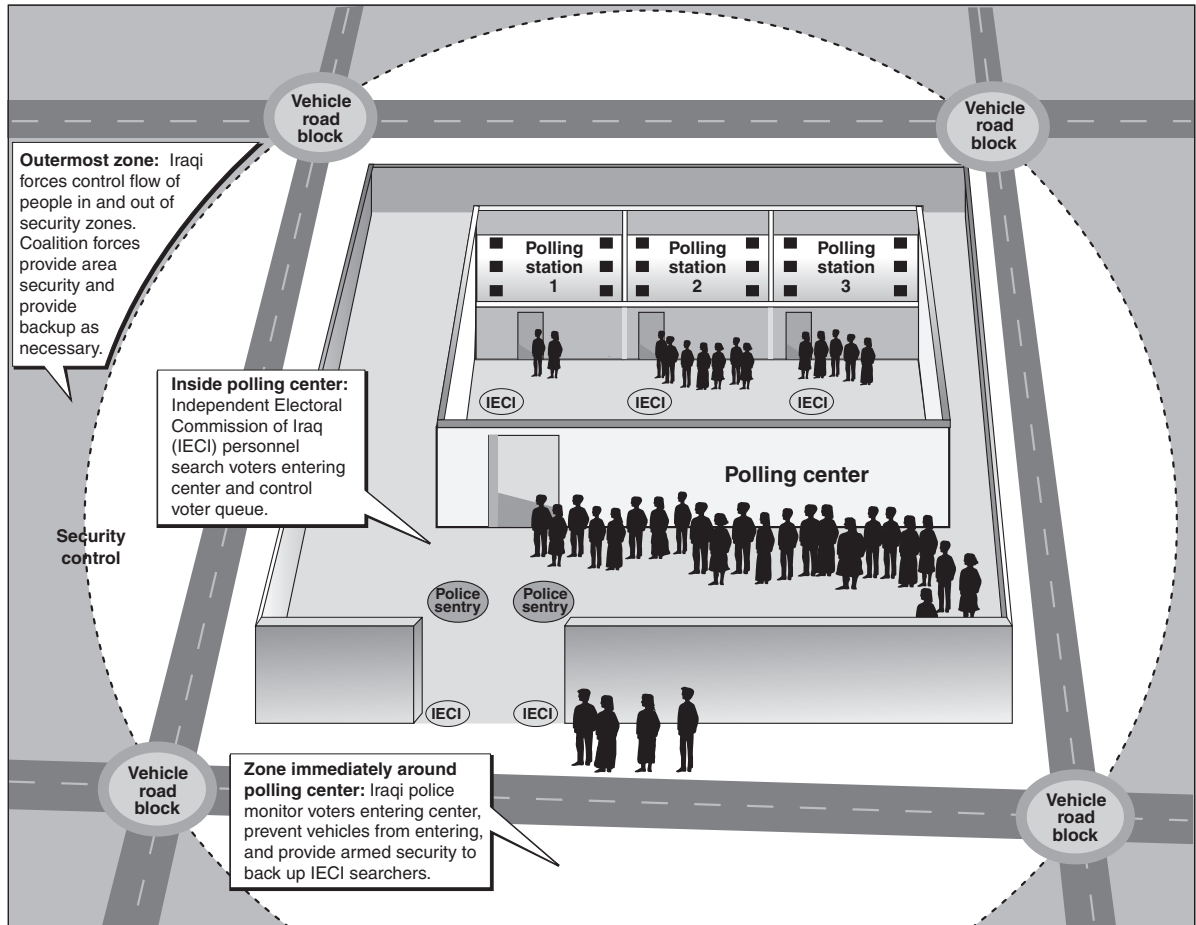 Vehicle
road
block
Vehicle
road
block
Outermost zone: Iraqi
forces control flow of
people in and out of
security zones.
Coalition forces
provide area
security and
provide
backup as
necessary.
Polling
station
1
Polling
station
2
Polling
station
3
Inside polling center:
Independent Electoral
Commission of Iraq
(IECI) personnel
search voters entering
center and control
voter queue.
IECI
IECI
IECI
Polling center
Security
control
Police
sentry
Police
sentry
IECI
IECI
Vehicle
road
block
Zone immediately around
polling center: Iraqi police
monitor voters entering center,
prevent vehicles from entering,
and provide armed security to
back up IECI searchers.
Vehicle
road
block